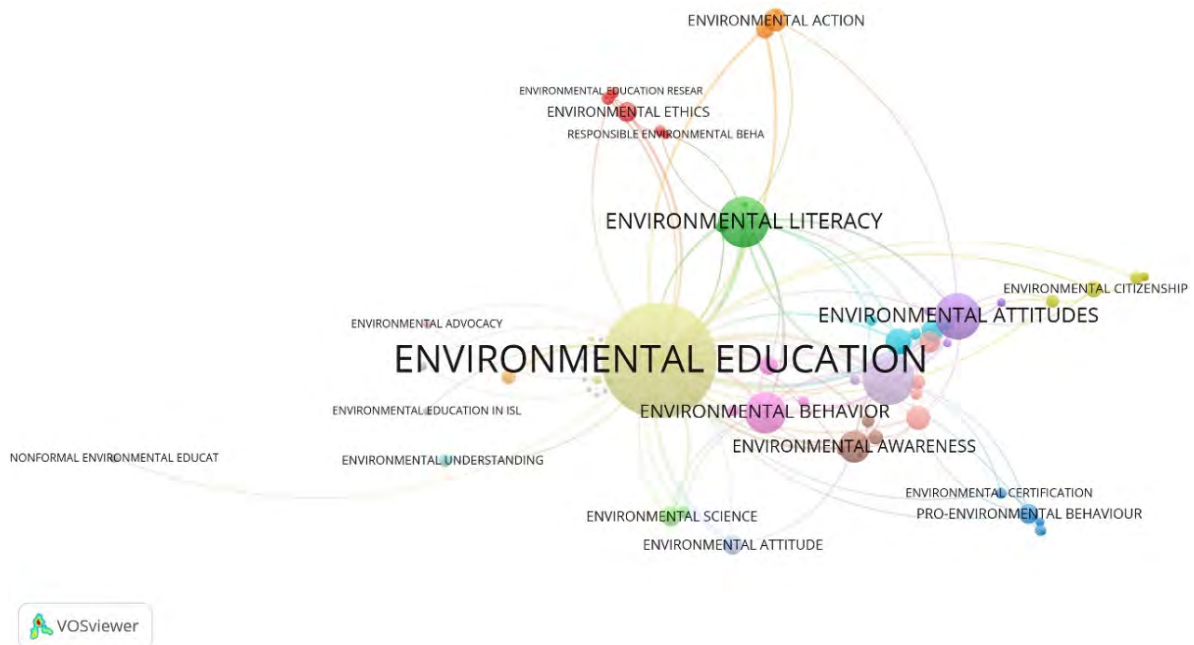 ENVIRONMENTAL ACTION
ENVIRONMENTAL EDUCATION RESEAR
ENVIRONMENTAL ETHICS
RESPONSIBLE ENVIRONMENTAL BEHA
ENVIRONMENTAL LITERACY
ENVIRONMENTAL CITIZENSHIP
ENVIRONMENTAL ATTITUDES
ENVIRONMENTAL ADVOCACY
ENVIRONMENTAL EDUCATION
ENVIRONMENTAL EDUCATION IN ISL
ENVIRONMENTAL BEHAVIOR
ENVIRONMENTAL AWARENESS
NONFORMAL ENVIRONMENTAL EDUCAT
ENVIRONMENTAL UNDERSTANDING
ENVIRONMENTAL CERTIFICATION
PRO-ENVIRONMENTAL BEHAVIOUR
ENVIRONMENTAL SCIENCE
ENVIRONMENTAL ATTITUDE
VOSviewer